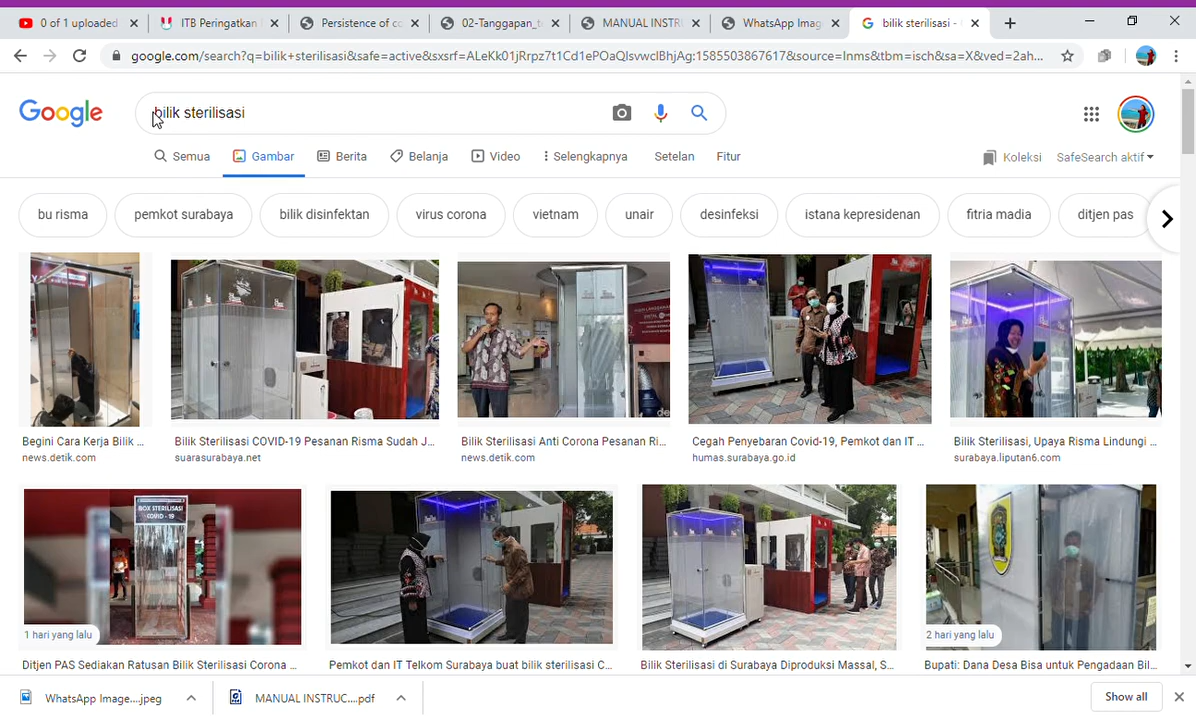 0 of 1 uploaded
ITB Peringatkan
Persistence of co
02-Tanggapan_te
MANUAL INSTRU
WhatsApp Imag
bilik sterilisasi -
google.com/search?q=bilik+sterilisasi&safe=active&sxsrf=ALeKk01jRrpz7t1Cd1ePOaQlsvwclBhjAg:1585503867617&source=lnms&tbm=isch&sa=X&ved=2ah...
Google
bilik sterilisasi
Semua
Gambar
Berita
Belanja
Video
Selengkapnya
Setelan
Fitur
Koleksi
SafeSearch aktif
bu risma
pemkot surabaya
bilik disinfektan
virus corona
vietnam
unair
desinfeksi
istana kepresidenan
fitria madia
ditjen pas
Begini Cara Kerja Bilik ...
news.detik.com
Bilik Sterilisasi COVID-19 Pesanan Risma Sudah J...
suarasurabaya.net
Bilik Sterilisasi Anti Corona Pesanan Ri...
news.detik.com
Cegah Penyebaran Covid-19, Pemkot dan IT ...
humas.surabaya.go.id
Bilik Sterilisasi, Upaya Risma Lindungi ...
surabaya.liputan6.com
BOX STERILISASI
COVID - 19
1 hari yang lalu
2 hari yang lalu
Ditjen PAS Sediakan Ratusan Bilik Sterilisasi Corona ...
Pemkot dan IT Telkom Surabaya buat bilik sterilisasi C...
Bilik Sterilisasi di Surabaya Diproduksi Massal, S...
Bupati: Dana Desa Bisa untuk Pengadaan Bil...
WhatsApp Image....jpeg
MANUAL INSTRUC....pdf
Show all